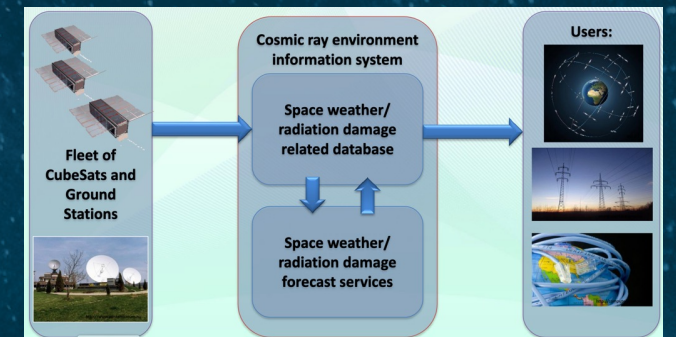 Fleet of
CubeSats and
Ground
Stations
Cosmic ray environment
information system
Space weather/
radiation damage
related database
Space weather/
radiation damage
forecast services
Users: